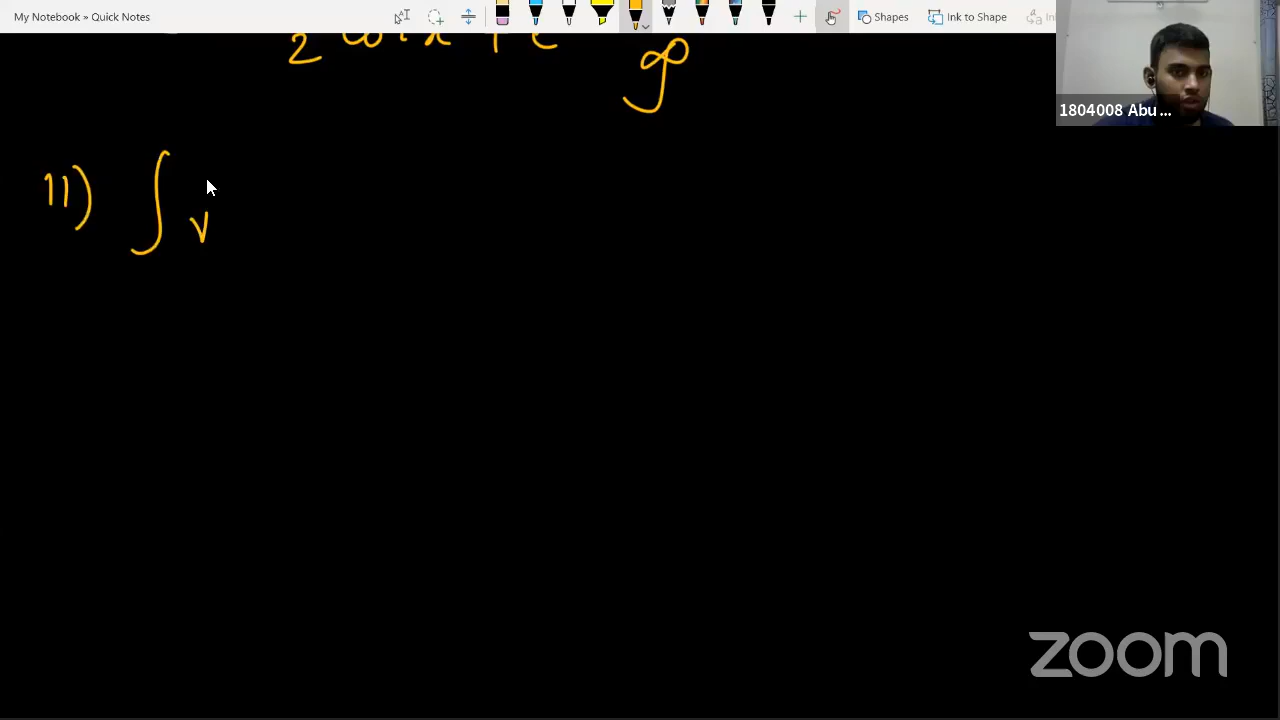 My Notebook » Quick Notes
Shapes
Ink to Shape
1804008 Abu ...
11) ∫ √
zoom